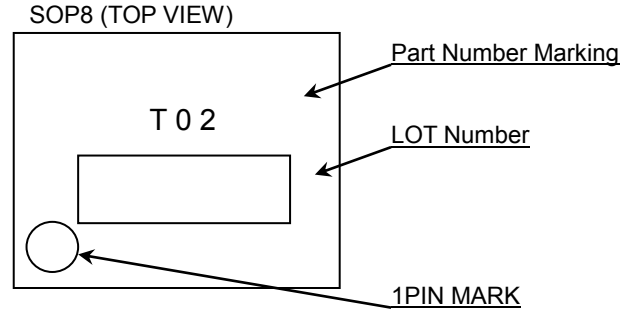 SOP8 (TOP VIEW)
Part Number Marking
T 0 2
LOT Number
1PIN MARK